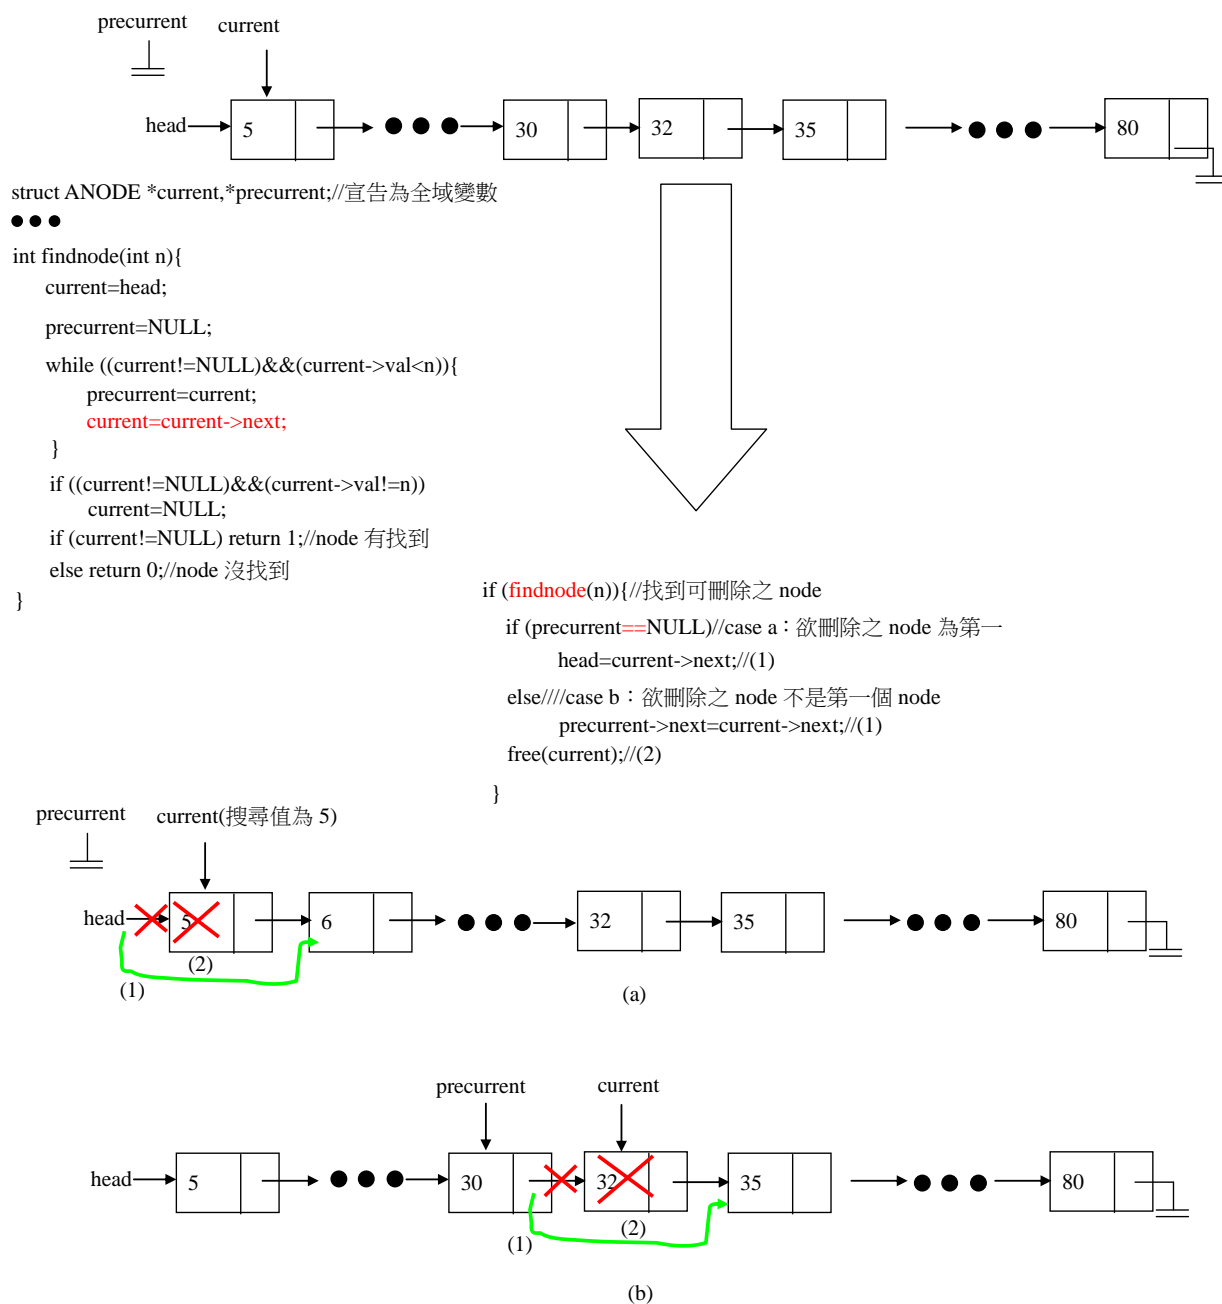 precurrent current
head 5 30 32 35 80
struct ANODE *current,*precurrent;//宣告為全域變數
●●●
int findnode(int n){
current=head;
precurrent=NULL;
while ((current!=NULL)&&(current->val<n)){
precurrent=current;
current=current->next;
}
if ((current!=NULL)&&(current->val!=n))
current=NULL;
if (current!=NULL) return 1;//node 有找到
else return 0;//node 沒找到
}
if (findnode(n)){//找到可刪除之 node
if (precurrent==NULL)//case a：欲刪除之 node 為第一
head=current->next;//(1)
else////case b：欲刪除之 node 不是第一個 node
precurrent->next=current->next;//(1)
free(current);//(2)
}
precurrent current(搜尋值為 5)
head 5 6 32 35 80
(2)
(1) (a)
precurrent current
head 5 30 32 35 80
(2)
(1)
(b)